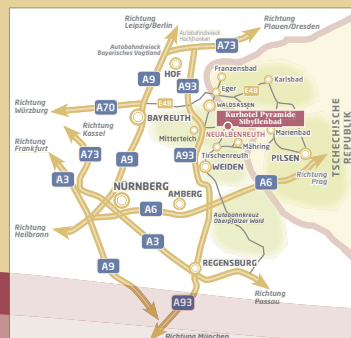 Richtung
Leipzig/Berlin
Richtung
Plauen/Dresden
Autobahndreieck
Hochfranken
A73
Autobahndreieck
Bayerisches Vogtland
HOF
Franzensbad
Karlsbad
A9
A93
Eger
E48
Richtung
Würzburg
A70
E48
WALDSASSEN
BAYREUTH
Kurhotel Pyramide
Sibyllenbad
Richtung
Kassel
Mitterteich
NEUALBENREUTH
Marienbad
Richtung
Frankfurt
A73
A9
A93
Mähring
Tirschenreuth
PILSEN
TSCHECHISCHE
REPUBLIK
A3
WEIDEN
Richtung
Prag
NÜRNBERG
AMBERG
A6
A6
Autobahnkreuz
Oberpfälzer Wald
Richtung
Heilbronn
A3
A9
REGENSBURG
A93
Richtung
Passau
Richtung München